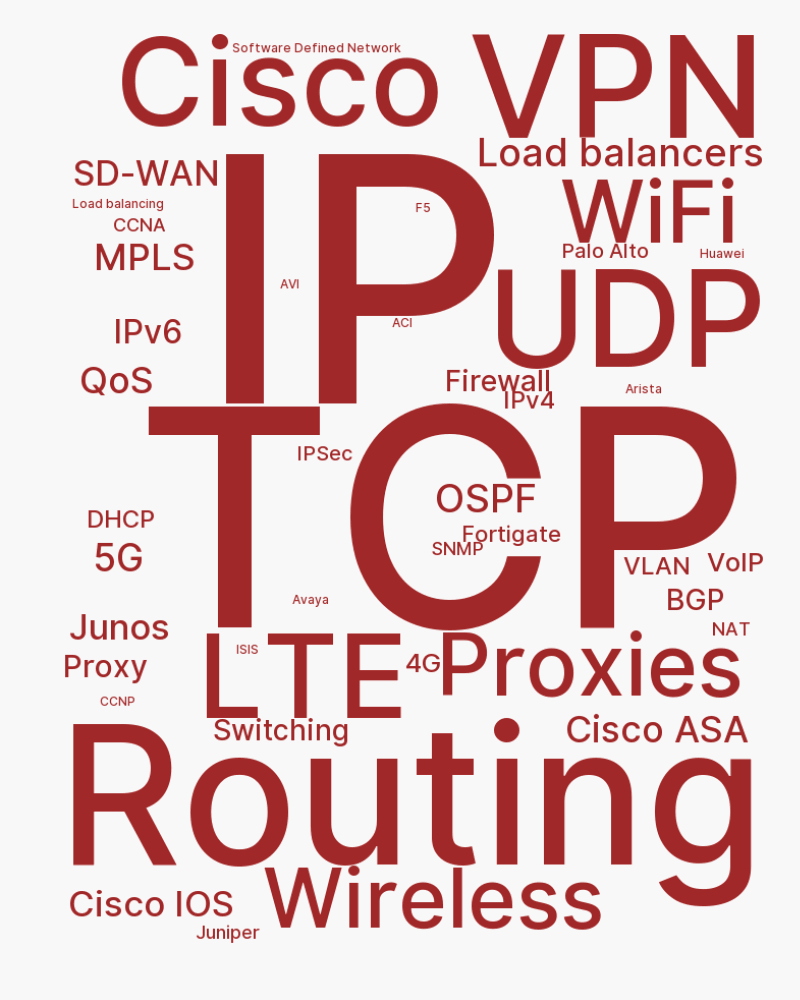 Cisco
Software Defined Network
VPN
Load balancers
SD-WAN
IP
WiFi
Load balancing
F5
CCNA
MPLS
Palo Alto
Huawei
AVI
UDP
IPv6
ACI
QoS
Firewall
Arista
IPv4
TCP
IPSec
OSPF
DHCP
Fortigate
SNMP
5G
VLAN
VoIP
Avaya
BGP
Junos
NAT
ISIS
LTE
4G
Proxies
Proxy
CCNP
Switching
Cisco ASA
Routing
Cisco IOS
Wireless
Juniper